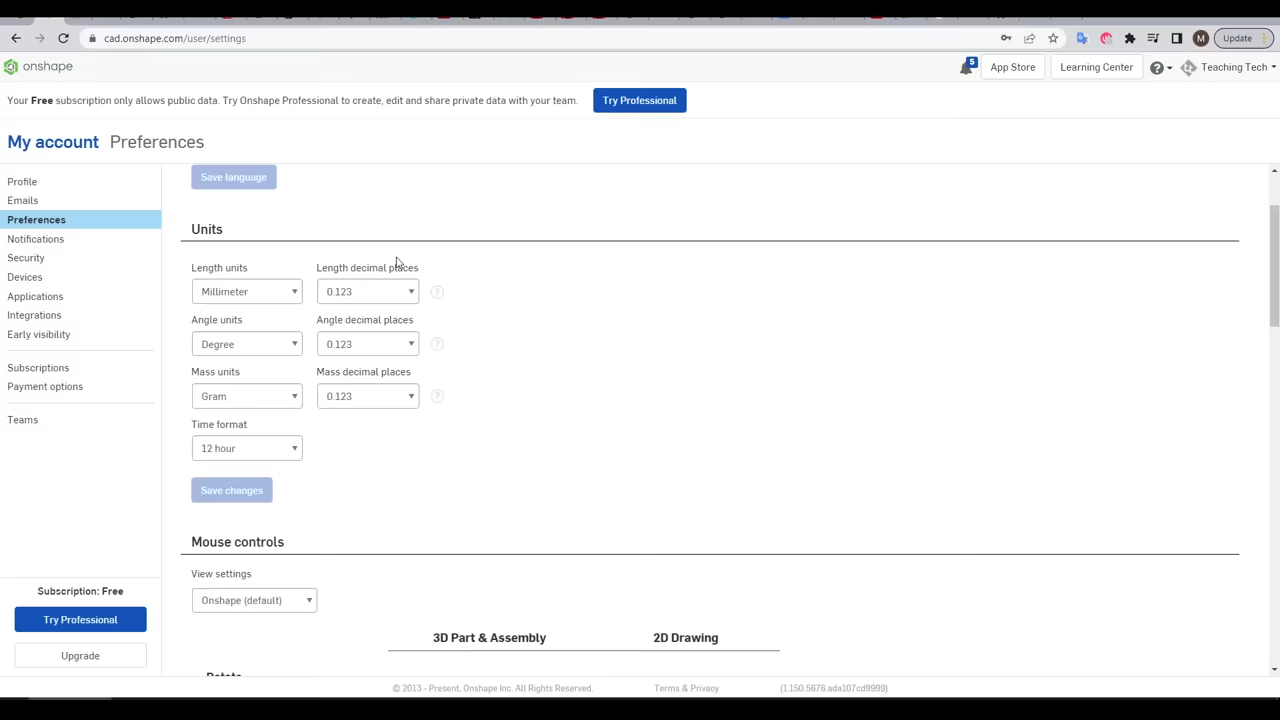 cad.onshape.com/user/settings
M
Update
onshape
5
App Store
Learning Center
Teaching Tech
Your Free subscription only allows public data. Try Onshape Professional to create, edit and share private data with your team.
Try Professional
My account Preferences
Profile
Emails
Preferences
Notifications
Security
Devices
Applications
Integrations
Early visibility
Subscriptions
Payment options
Teams
Subscription: Free
Try Professional
Upgrade
Save language
Units
Length units Length decimal places
Millimeter 0.123 ?
Angle units Angle decimal places
Degree 0.123 ?
Mass units Mass decimal places
Gram 0.123 ?
Time format
12 hour
Save changes
Mouse controls
View settings
Onshape (default)
3D Part & Assembly 2D Drawing
Rotate
© 2013 - Present, Onshape Inc. All Rights Reserved. Terms & Privacy (1.150.5676.ada107cd9999)